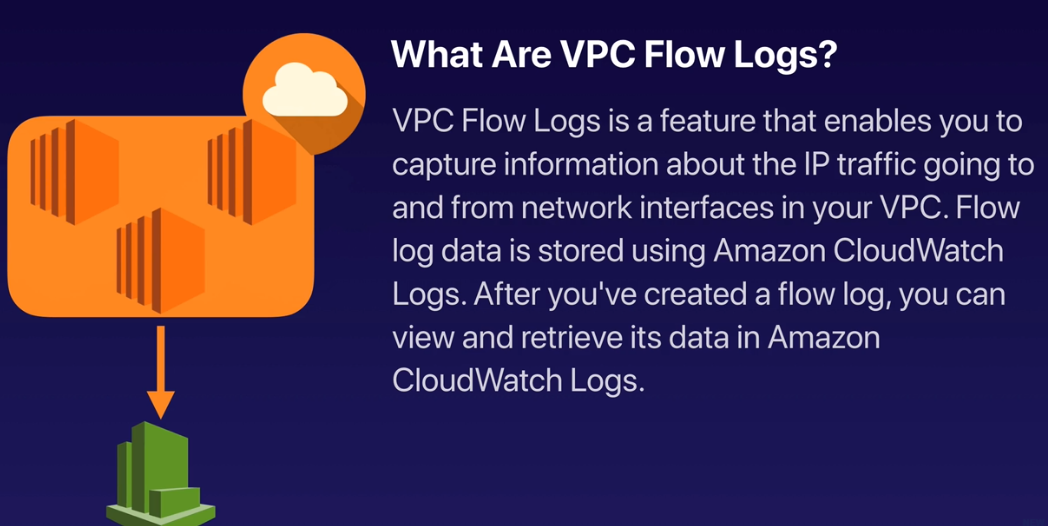 What Are VPC Flow Logs?
VPC Flow Logs is a feature that enables you to
capture information about the IP traffic going to
and from network interfaces in your VPC. Flow
log data is stored using Amazon CloudWatch
Logs. After you've created a flow log, you can
view and retrieve its data in Amazon
CloudWatch Logs.